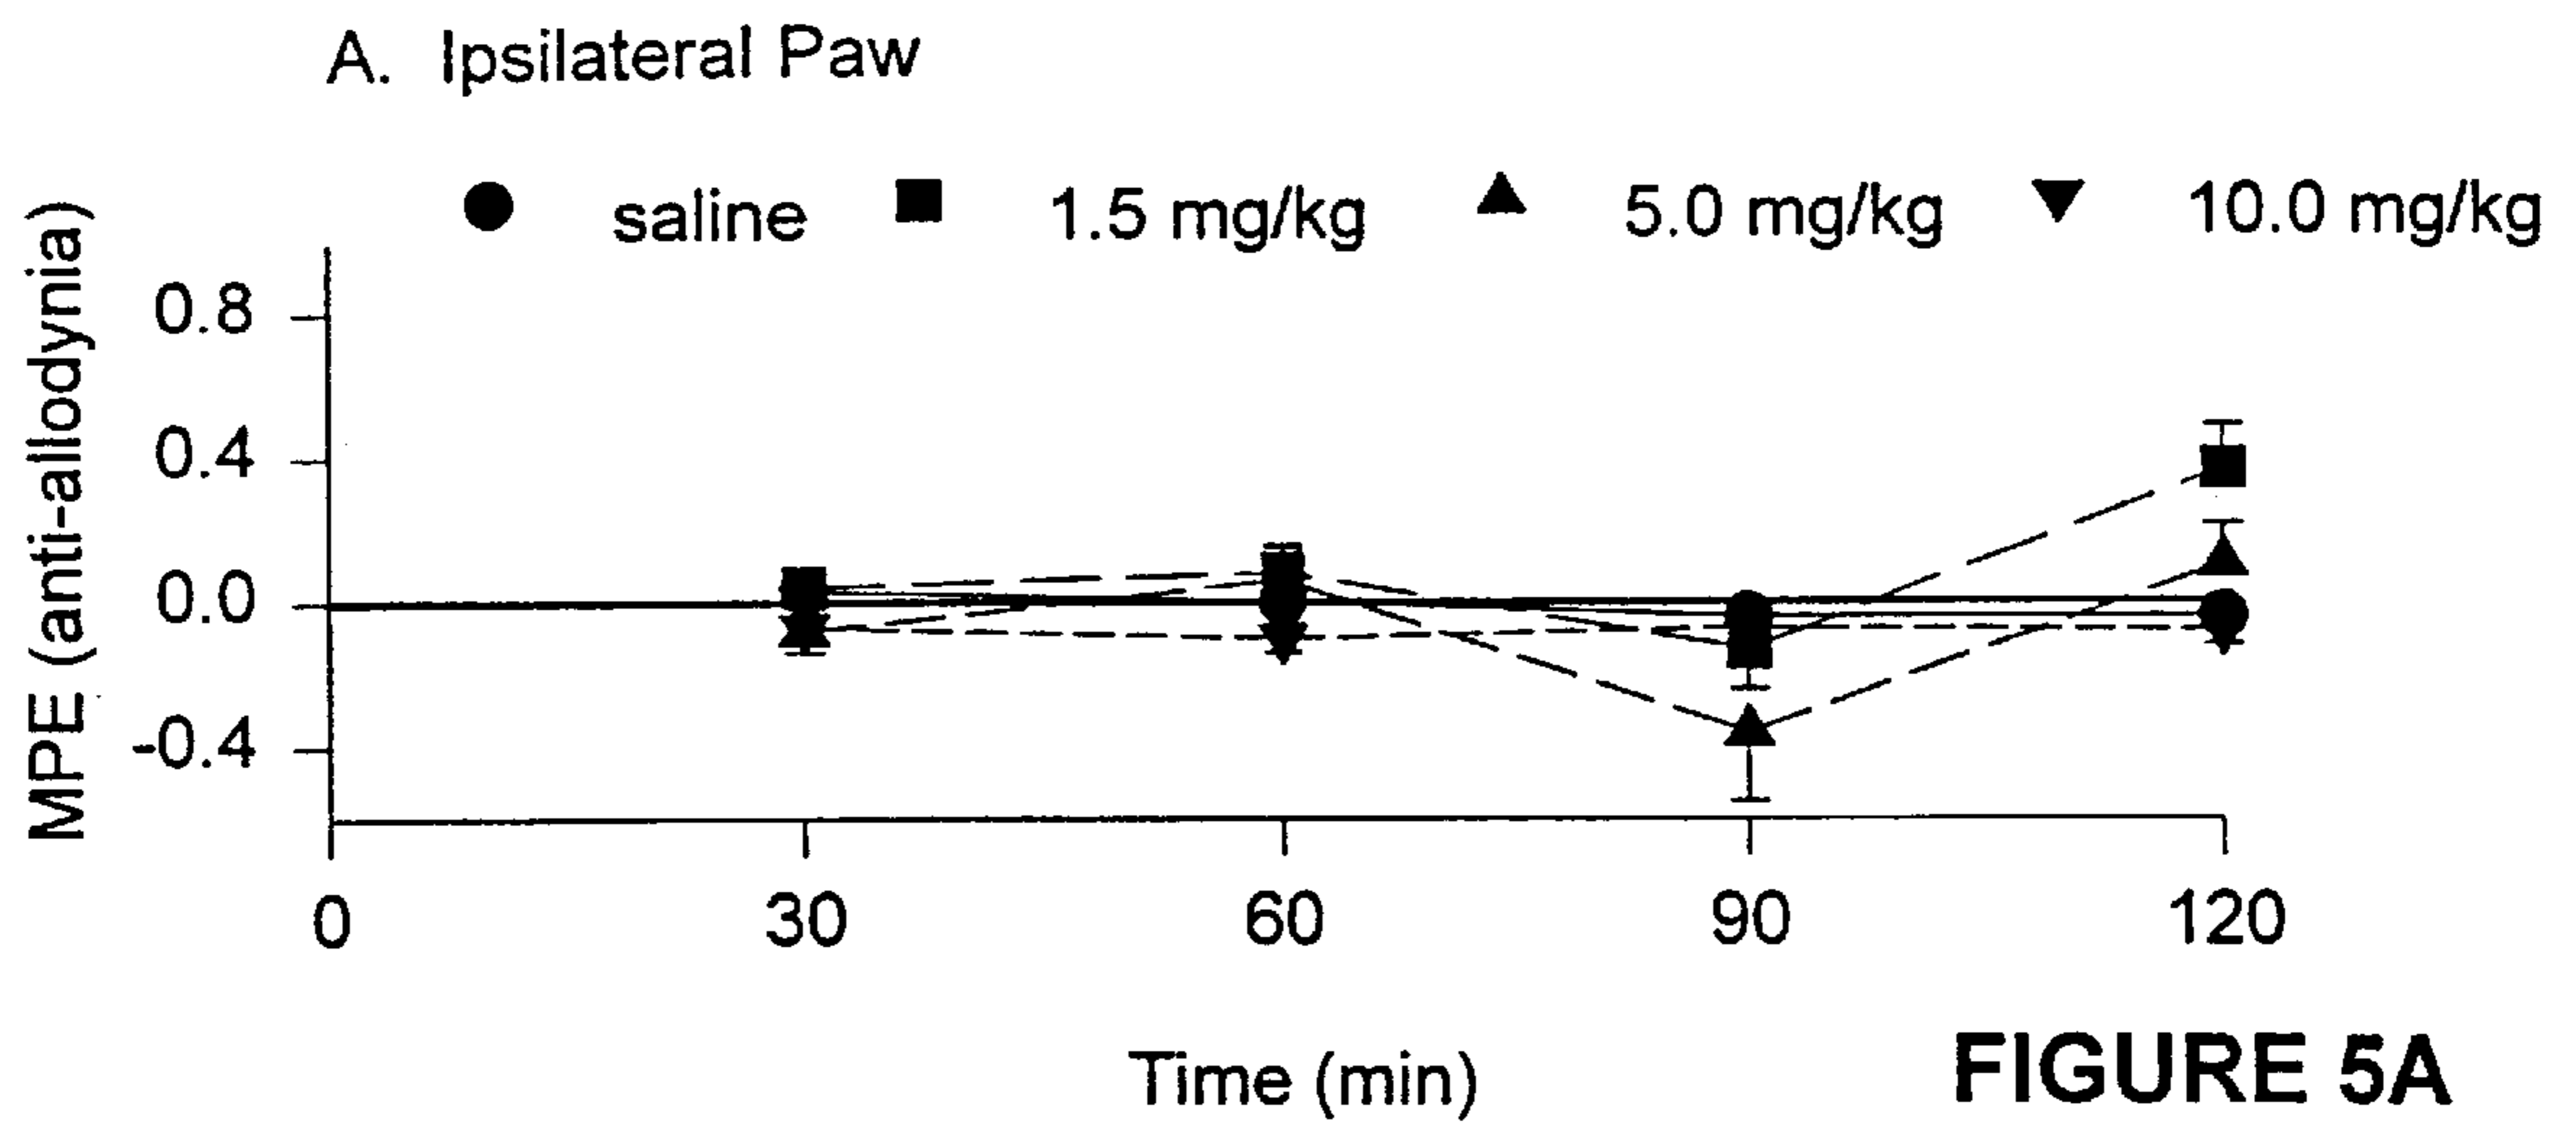 A. Ipsilateral Paw
saline 1.5 mg/kg 5.0 mg/kg 10.0 mg/kg
MPE (anti-allodynia)
0.8
0.4
0.0
-0.4
0 30 60 90 120
Time (min)
FIGURE 5A